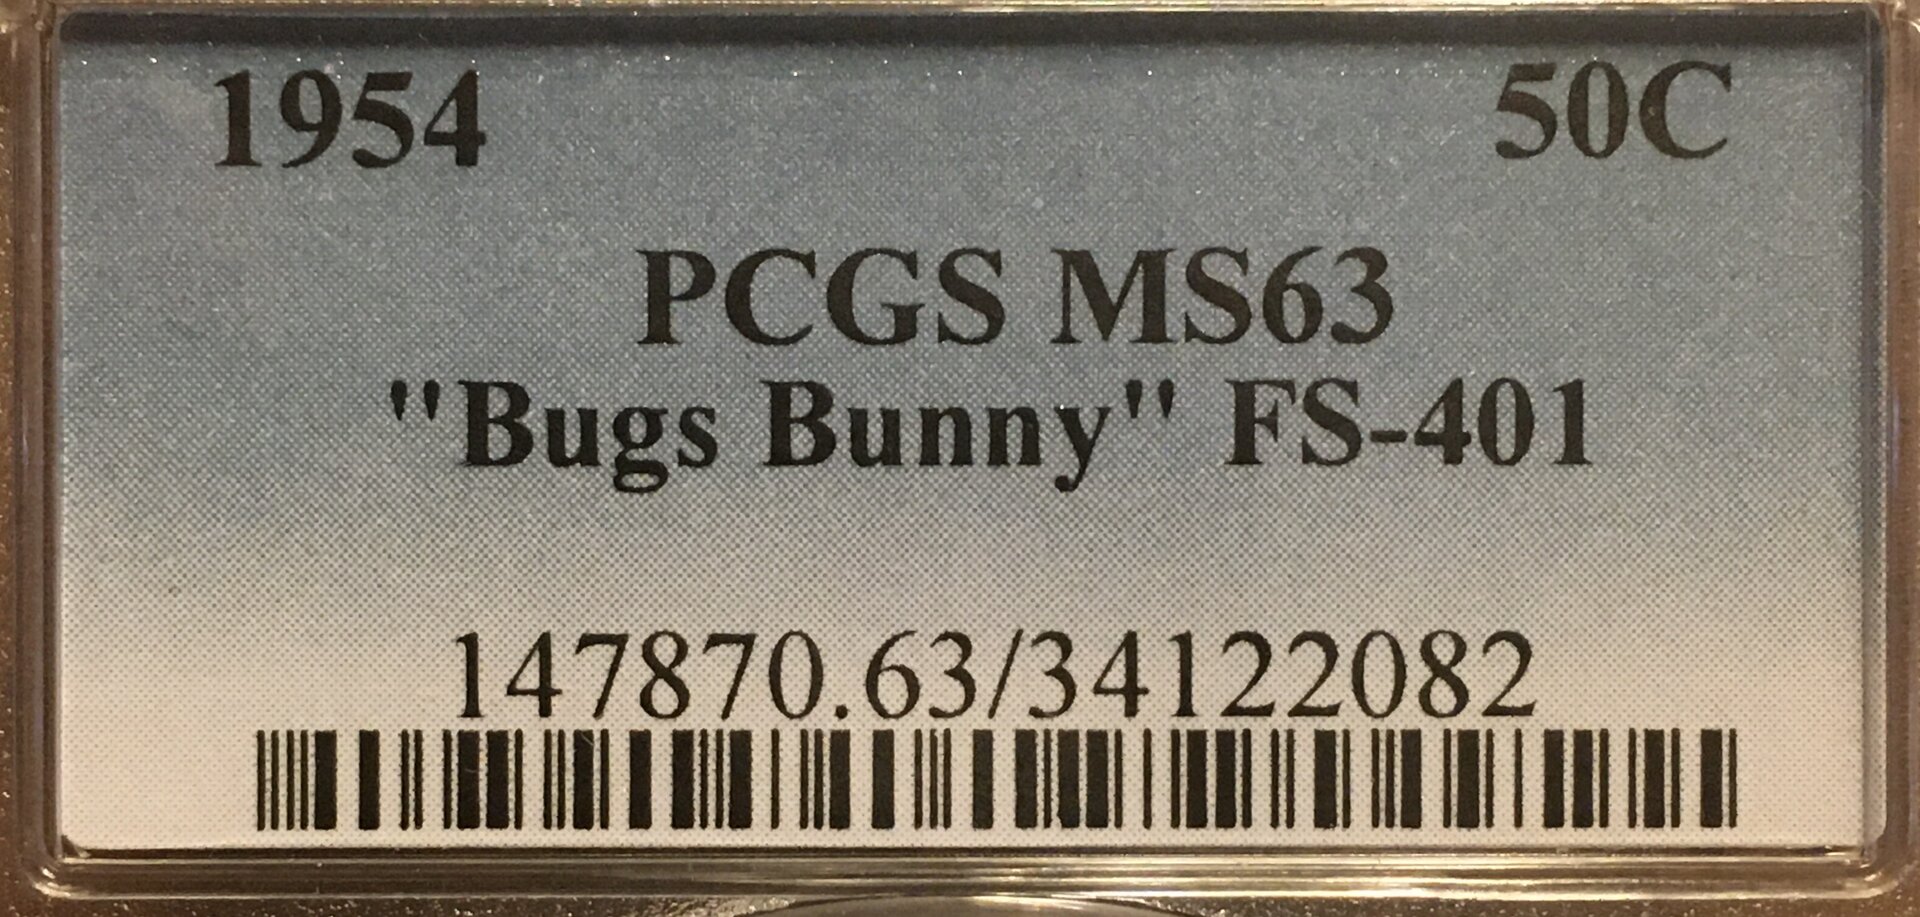 1954 50C
PCGS MS63
"Bugs Bunny" FS-401
147870.63/34122082